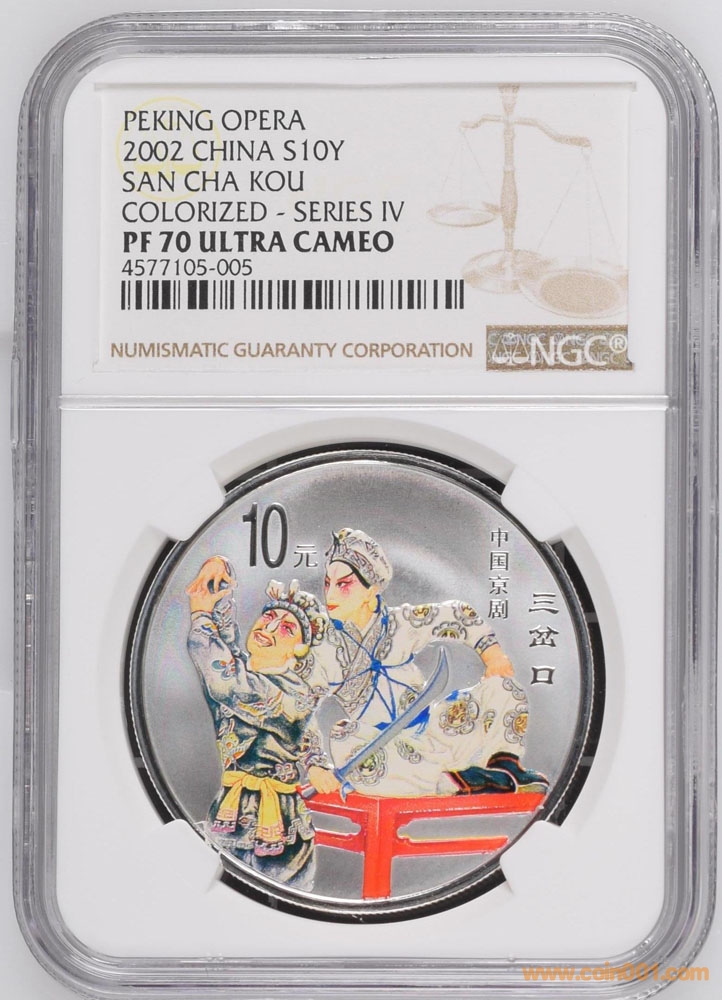 PEKING OPERA
2002 CHINA S10Y
SAN CHA KOU
COLORIZED - SERIES IV
PF 70 ULTRA CAMEO
4577105-005
NUMISMATIC GUARANTY CORPORATION
NGC®
10元
中国京剧
三岔口
www.coin001.com